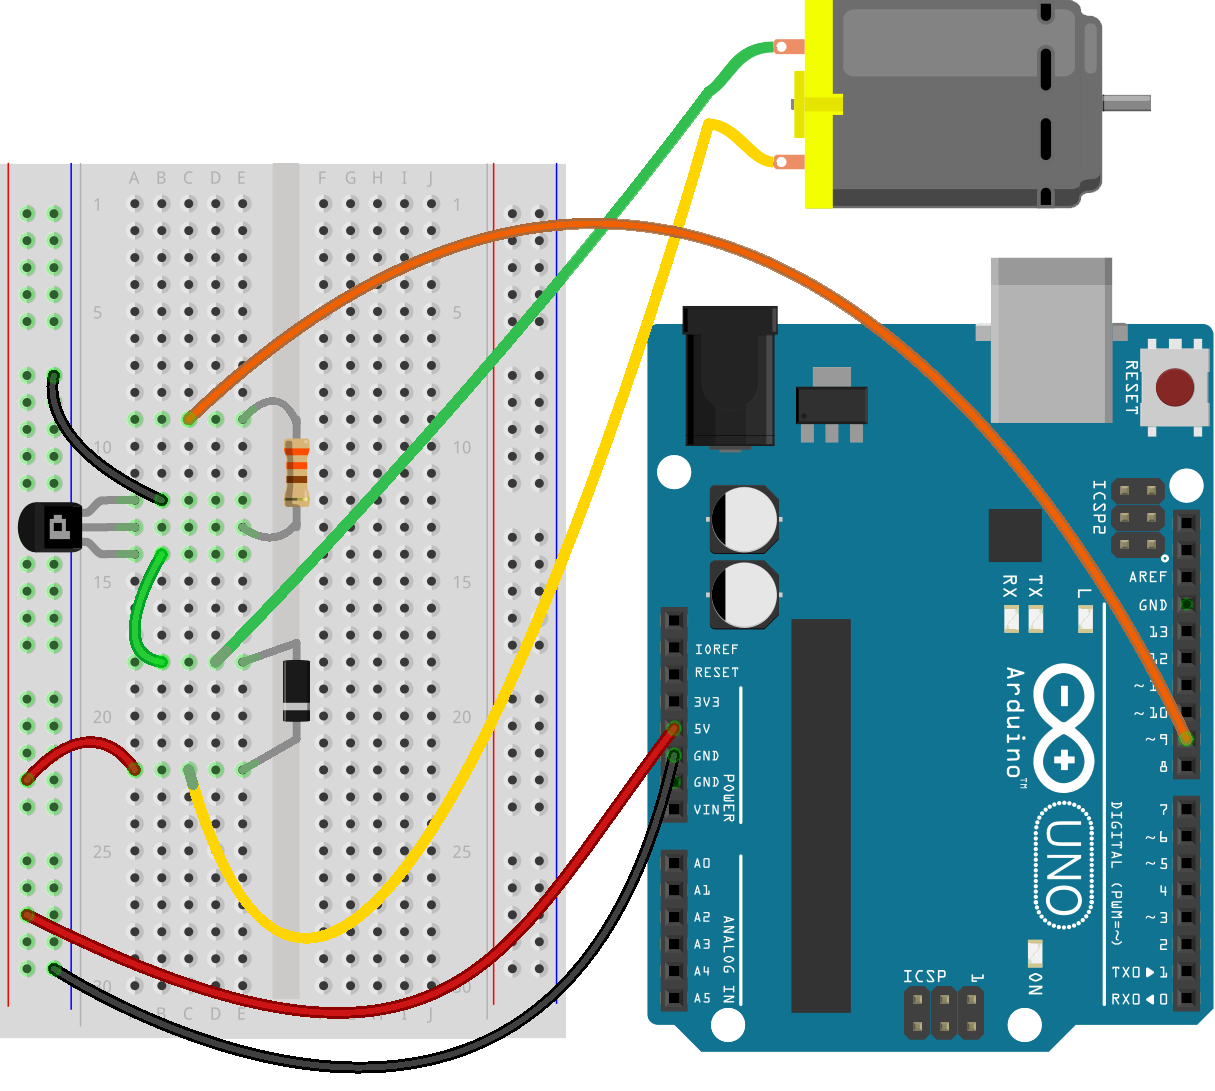 A B C D E F G H I J
1 1
5 5
10 10
15 15
20 20
25 25
30 30
B C D E F G H I J
IOREF
RESET
3V3
5V
GND
GND
VIN
POWER
A0
A1
A2
A3
A4
A5
ANALOG IN
RESET
ICSP2
AREF
GND
13
12
~ 10
~ 9
8
RX TX L
Arduino™
UNO
7
~ 6
~ 5
4
~ 3
2
TX0 ▶ 1
RX0 ◀ 0
DIGITAL (PWM=~)
ON
ICSP 1
P